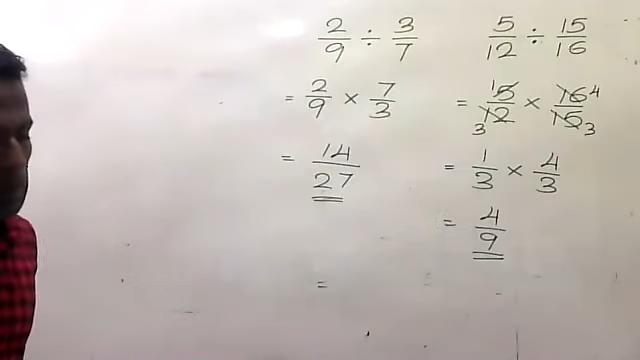 2/9 ÷ 3/7
= 2/9 × 7/3
= 14/27
=
5/12 ÷ 15/16
= 1 5/12 3 × 16/15 4 3
= 1/3 × 4/3
= 4/9